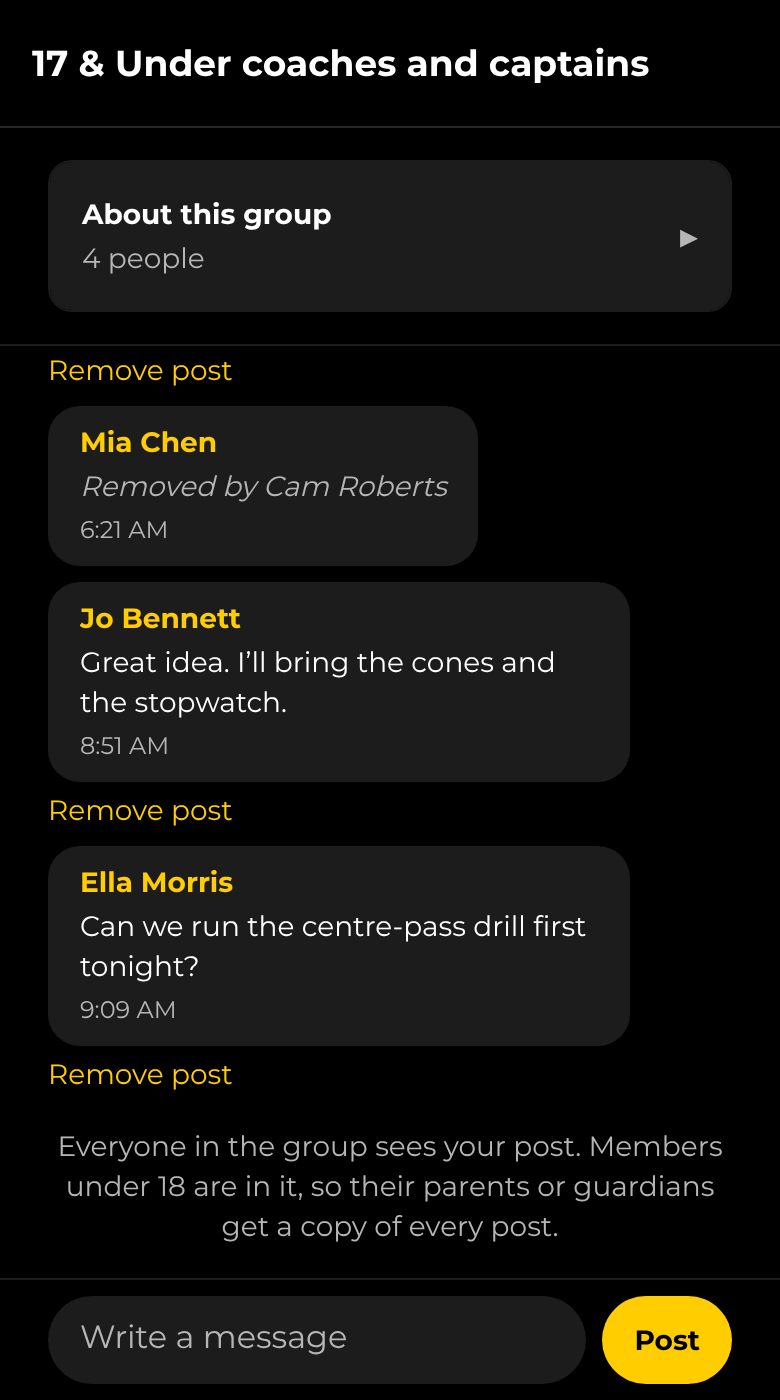 17 & Under coaches and captains
About this group
4 people
Remove post
Mia Chen
Removed by Cam Roberts
6:21 AM
Jo Bennett
Great idea. I’ll bring the cones and
the stopwatch.
8:51 AM
Remove post
Ella Morris
Can we run the centre-pass drill first
tonight?
9:09 AM
Remove post
Everyone in the group sees your post. Members
under 18 are in it, so their parents or guardians
get a copy of every post.
Write a message
Post